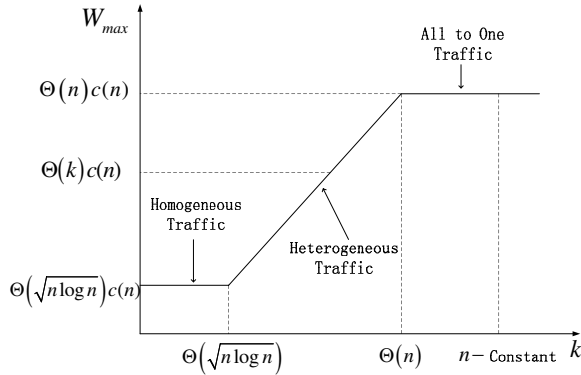 W_max
All to One
Traffic
Θ(n)c(n)
Θ(k)c(n)
Homogeneous
Traffic
Heterogeneous
Traffic
Θ(√n log n)c(n)
Θ(√n log n)
Θ(n)
n − Constant
k